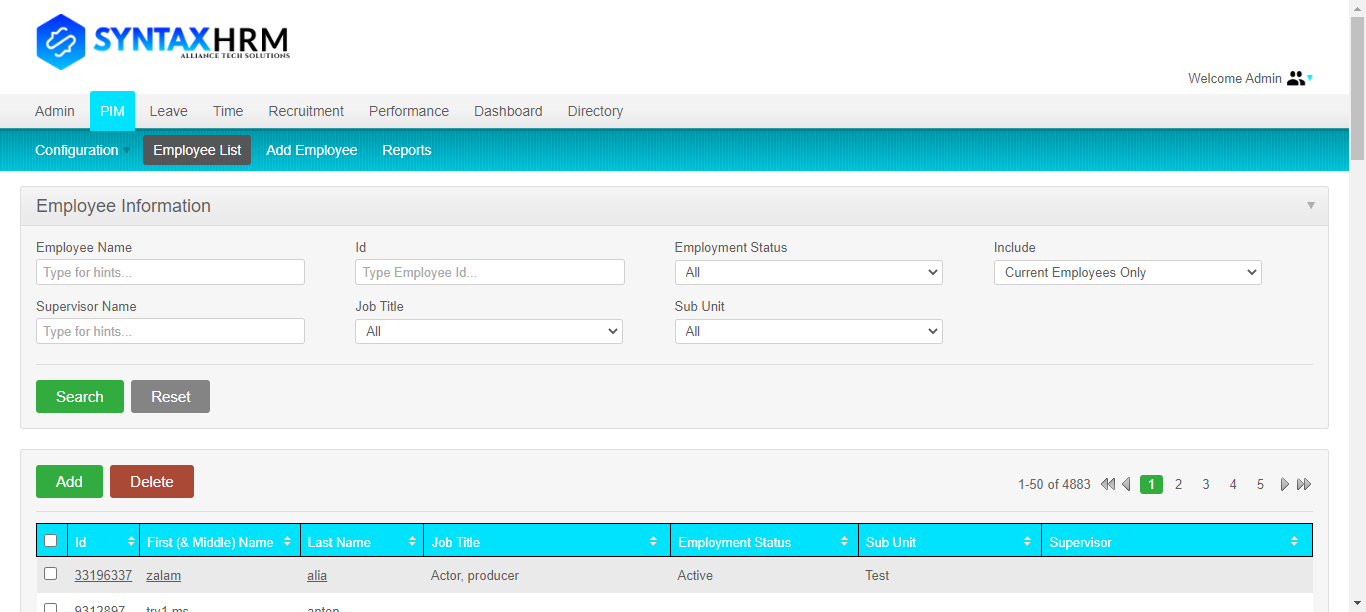 SYNTAXHRM
ALLIANCE TECH SOLUTIONS
Welcome Admin
Admin PIM Leave Time Recruitment Performance Dashboard Directory
Configuration Employee List Add Employee Reports
Employee Information
Employee Name Id Employment Status Include
Type for hints... Type Employee Id... All Current Employees Only
Supervisor Name Job Title Sub Unit
Type for hints... All All
Search Reset
Add Delete 1-50 of 4883 1 2 3 4 5
Id First (& Middle) Name Last Name Job Title Employment Status Sub Unit Supervisor
33196337 zalam alia Actor, producer Active Test
9312897 try1 ms anton